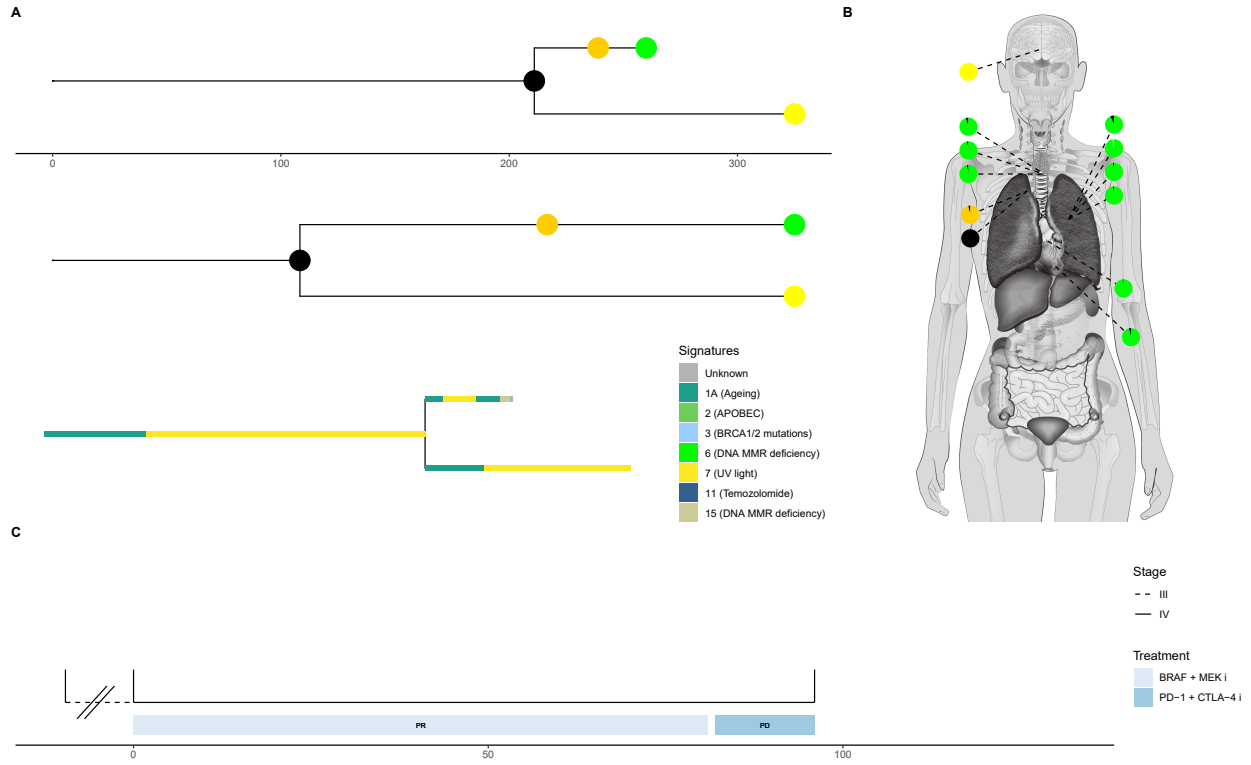 A
B
0
100
200
300
Signatures
Unknown
1A (Ageing)
2 (APOBEC)
3 (BRCA1/2 mutations)
6 (DNA MMR deficiency)
7 (UV light)
11 (Temozolomide)
15 (DNA MMR deficiency)
C
Stage
III
IV
Treatment
BRAF + MEK i
PD−1 + CTLA−4 i
PR
PD
0
50
100